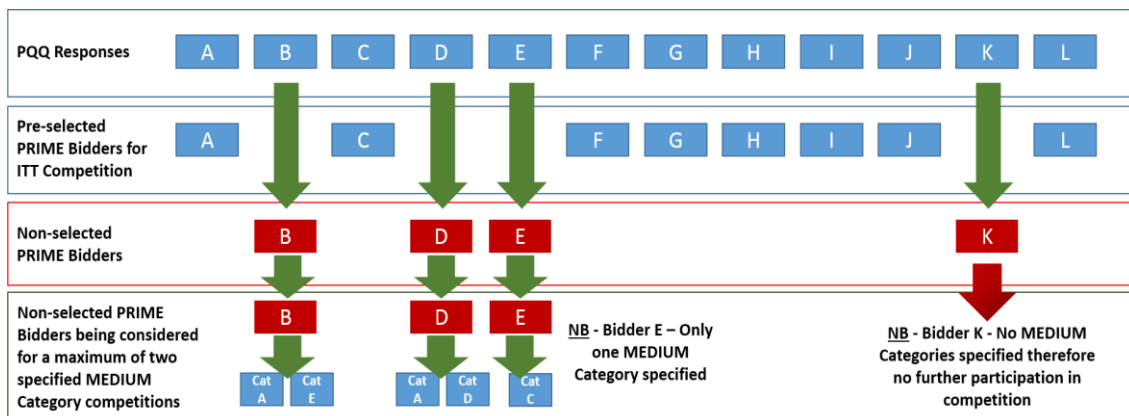 PQQ Responses
A B C D E F G H I J K L
Pre-selected
PRIME Bidders for
ITT Competition
A C F G H I J L
Non-selected
PRIME Bidders
B D E K
Non-selected PRIME
Bidders being considered
for a maximum of two
specified MEDIUM
Category competitions
B D E
Cat
A
Cat
E
Cat
A
Cat
D
Cat
C
NB - Bidder E – Only
one MEDIUM
Category specified
NB - Bidder K - No MEDIUM
Categories specified therefore
no further participation in
competition